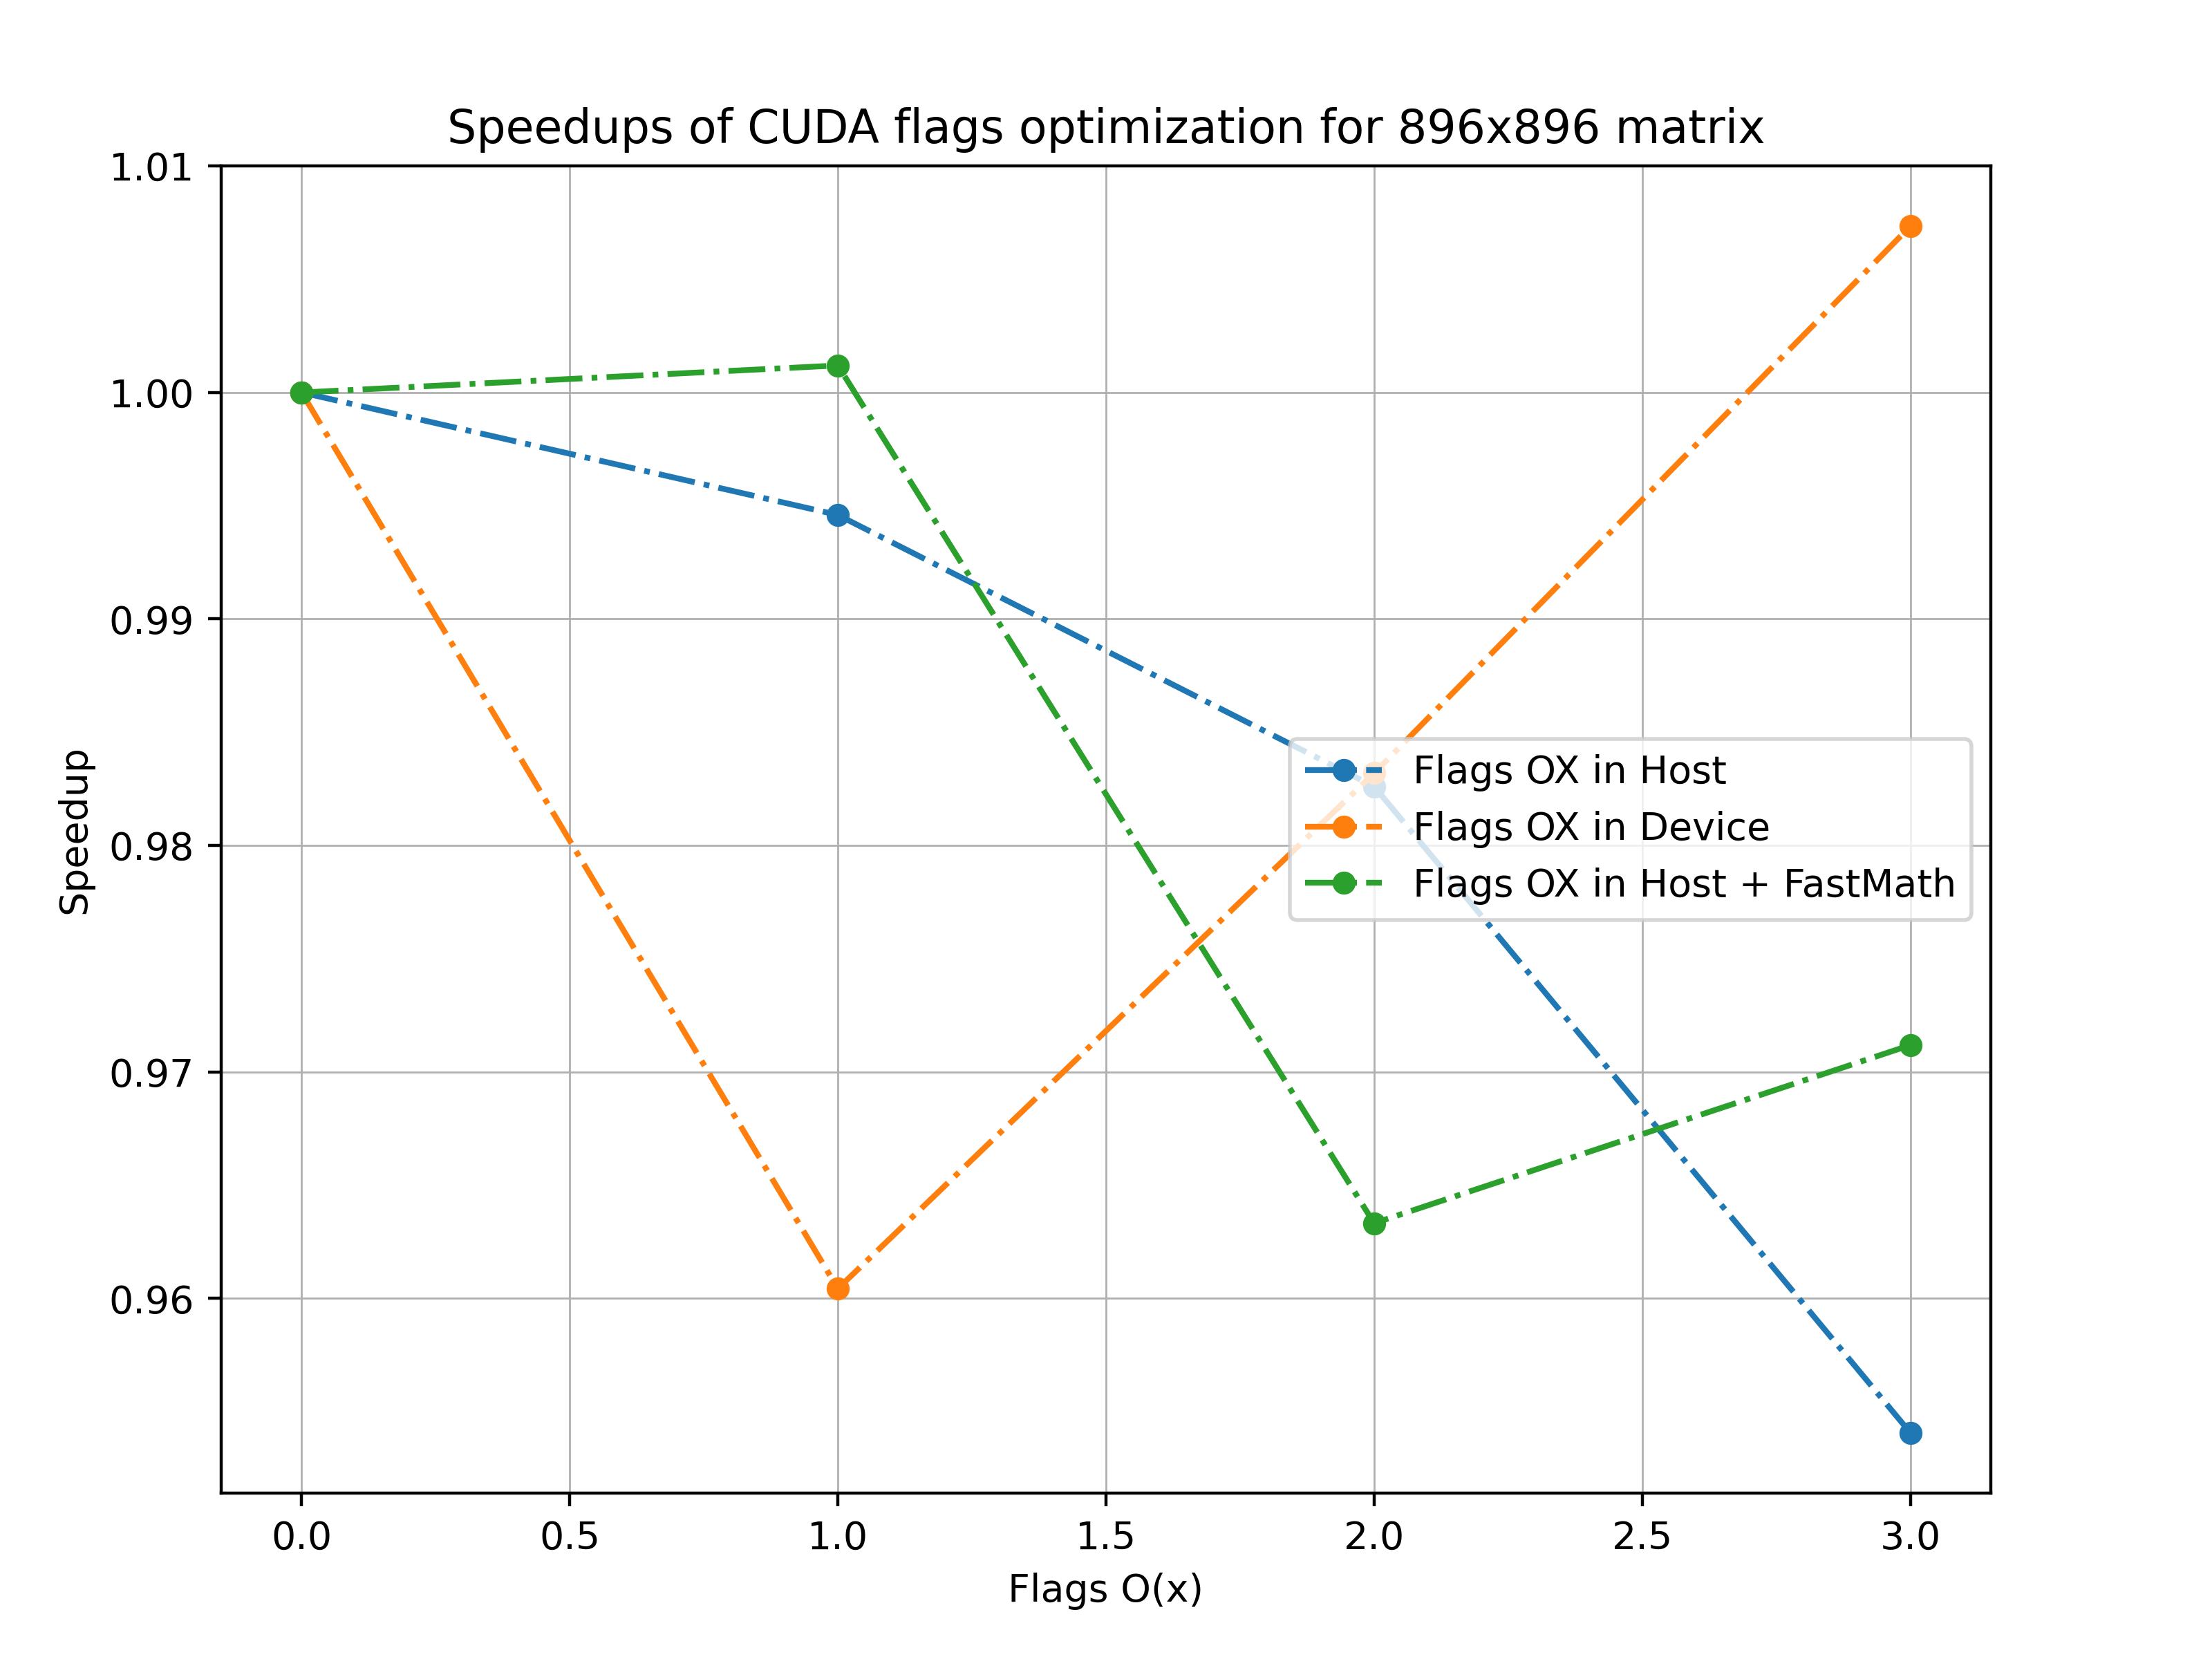 Speedups of CUDA flags optimization for 896x896 matrix
1.01
1.00
0.99
0.98
0.97
0.96
Speedup
Flags OX in Host
Flags OX in Device
Flags OX in Host + FastMath
0.0 0.5 1.0 1.5 2.0 2.5 3.0
Flags O(x)